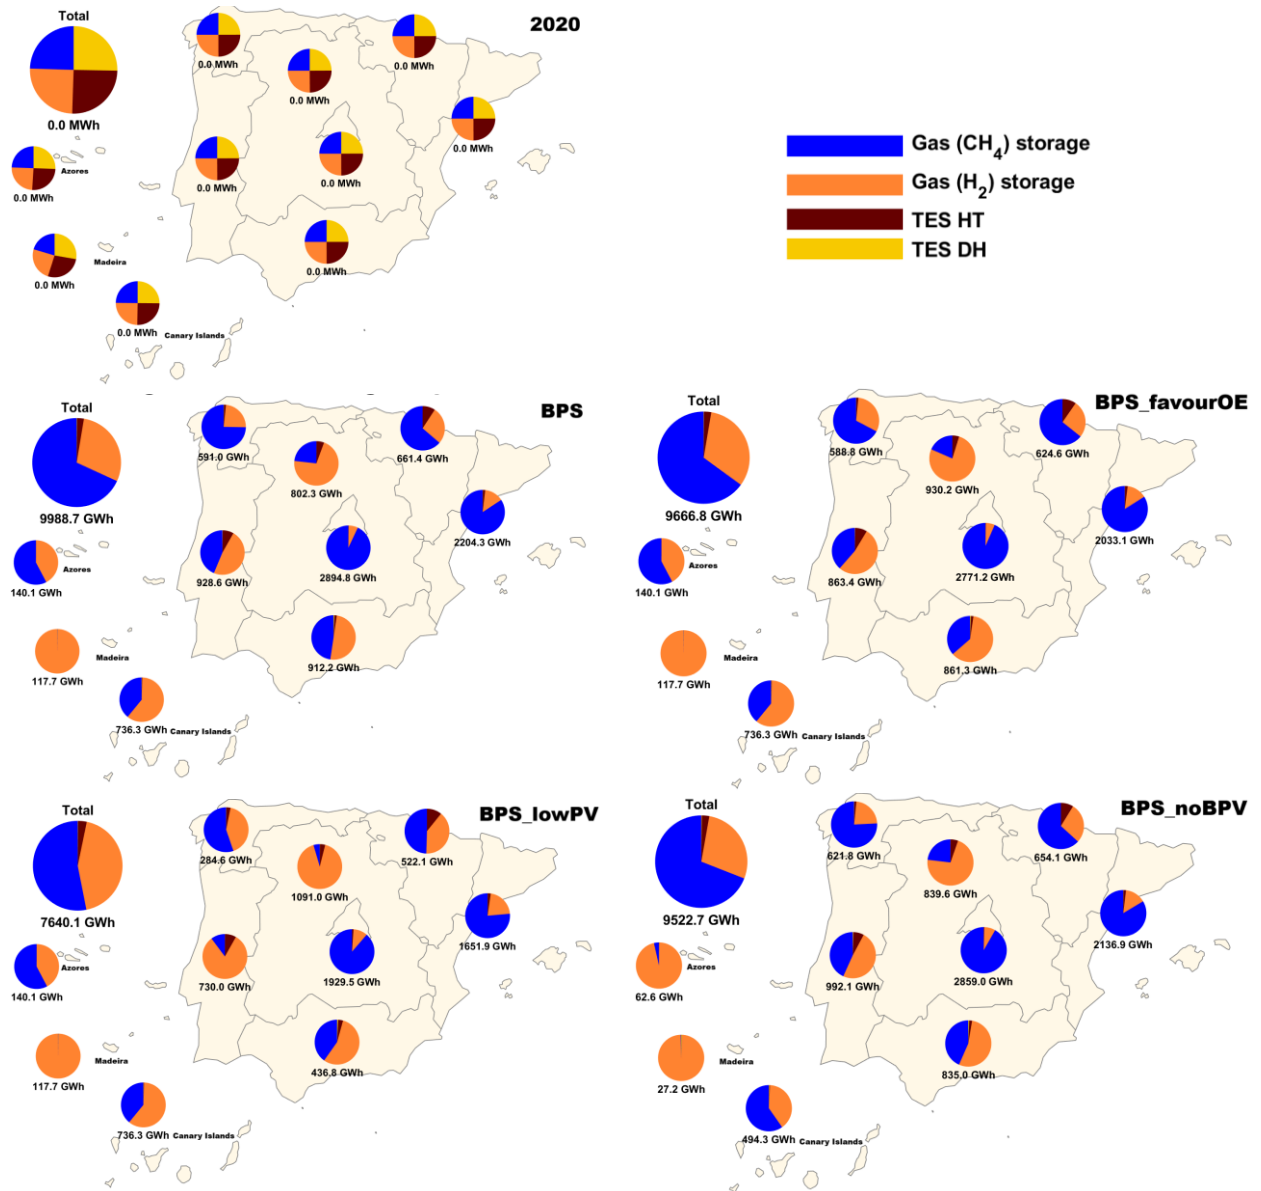 2020
Total
0.0 MWh
0.0 MWh
0.0 MWh
0.0 MWh
0.0 MWh
0.0 MWh
0.0 MWh
0.0 MWh
Azores
0.0 MWh
0.0 MWh
Madeira
0.0 MWh
0.0 MWh
Canary Islands
Gas (CH4) storage
Gas (H2) storage
TES HT
TES DH
BPS
Total
9988.7 GWh
591.0 GWh
661.4 GWh
802.3 GWh
2204.3 GWh
928.6 GWh
2894.8 GWh
Azores
140.1 GWh
912.2 GWh
Madeira
117.7 GWh
736.3 GWh
Canary Islands
BPS_favourOE
Total
9666.8 GWh
588.8 GWh
624.6 GWh
930.2 GWh
2033.1 GWh
863.4 GWh
2771.2 GWh
Azores
140.1 GWh
861.3 GWh
Madeira
117.7 GWh
736.3 GWh
Canary Islands
BPS_lowPV
Total
7640.1 GWh
284.6 GWh
522.1 GWh
1091.0 GWh
1651.9 GWh
730.0 GWh
1929.5 GWh
Azores
140.1 GWh
436.8 GWh
Madeira
117.7 GWh
736.3 GWh
Canary Islands
BPS_noBPV
Total
9522.7 GWh
621.8 GWh
654.1 GWh
839.6 GWh
2136.9 GWh
992.1 GWh
2859.0 GWh
Azores
62.6 GWh
835.0 GWh
Madeira
27.2 GWh
494.3 GWh
Canary Islands